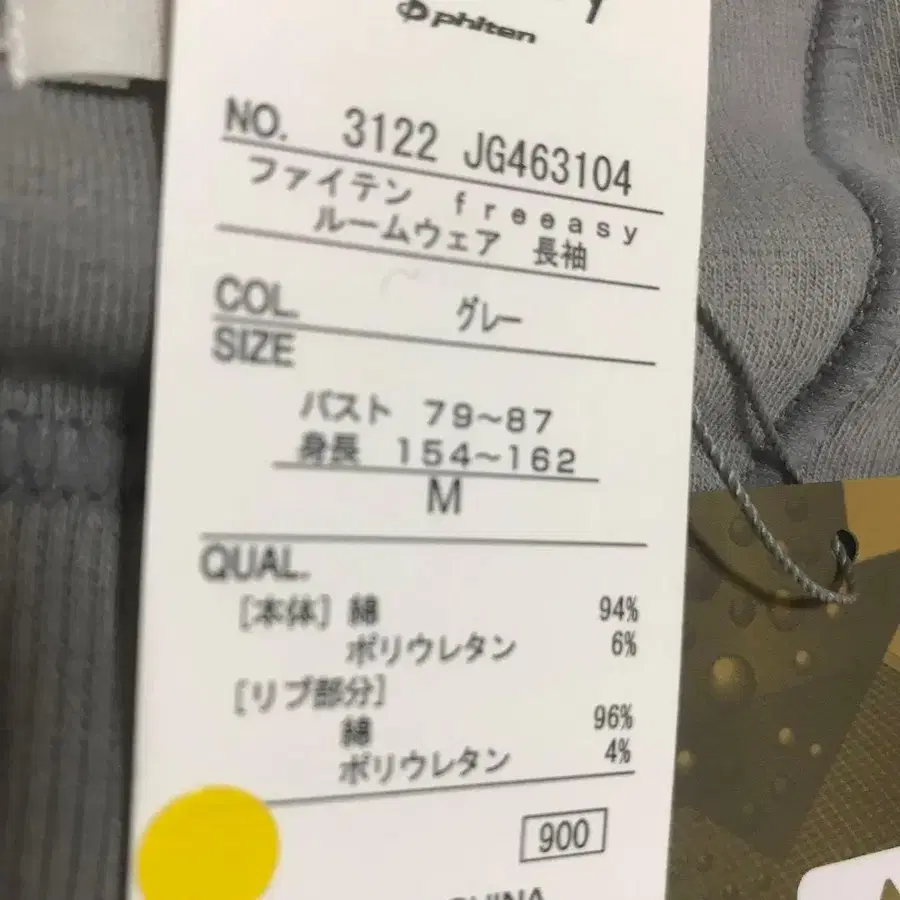 phiten
NO. 3122 JG463104
ファイテン ｆｒｅｅａｓｙ
ルームウェア 長袖
COL. グレー
SIZE
バスト 79～87
身長 154～162
M
QUAL.
[本体] 綿 94%
ポリウレタン 6%
[リブ部分]
綿 96%
ポリウレタン 4%
900